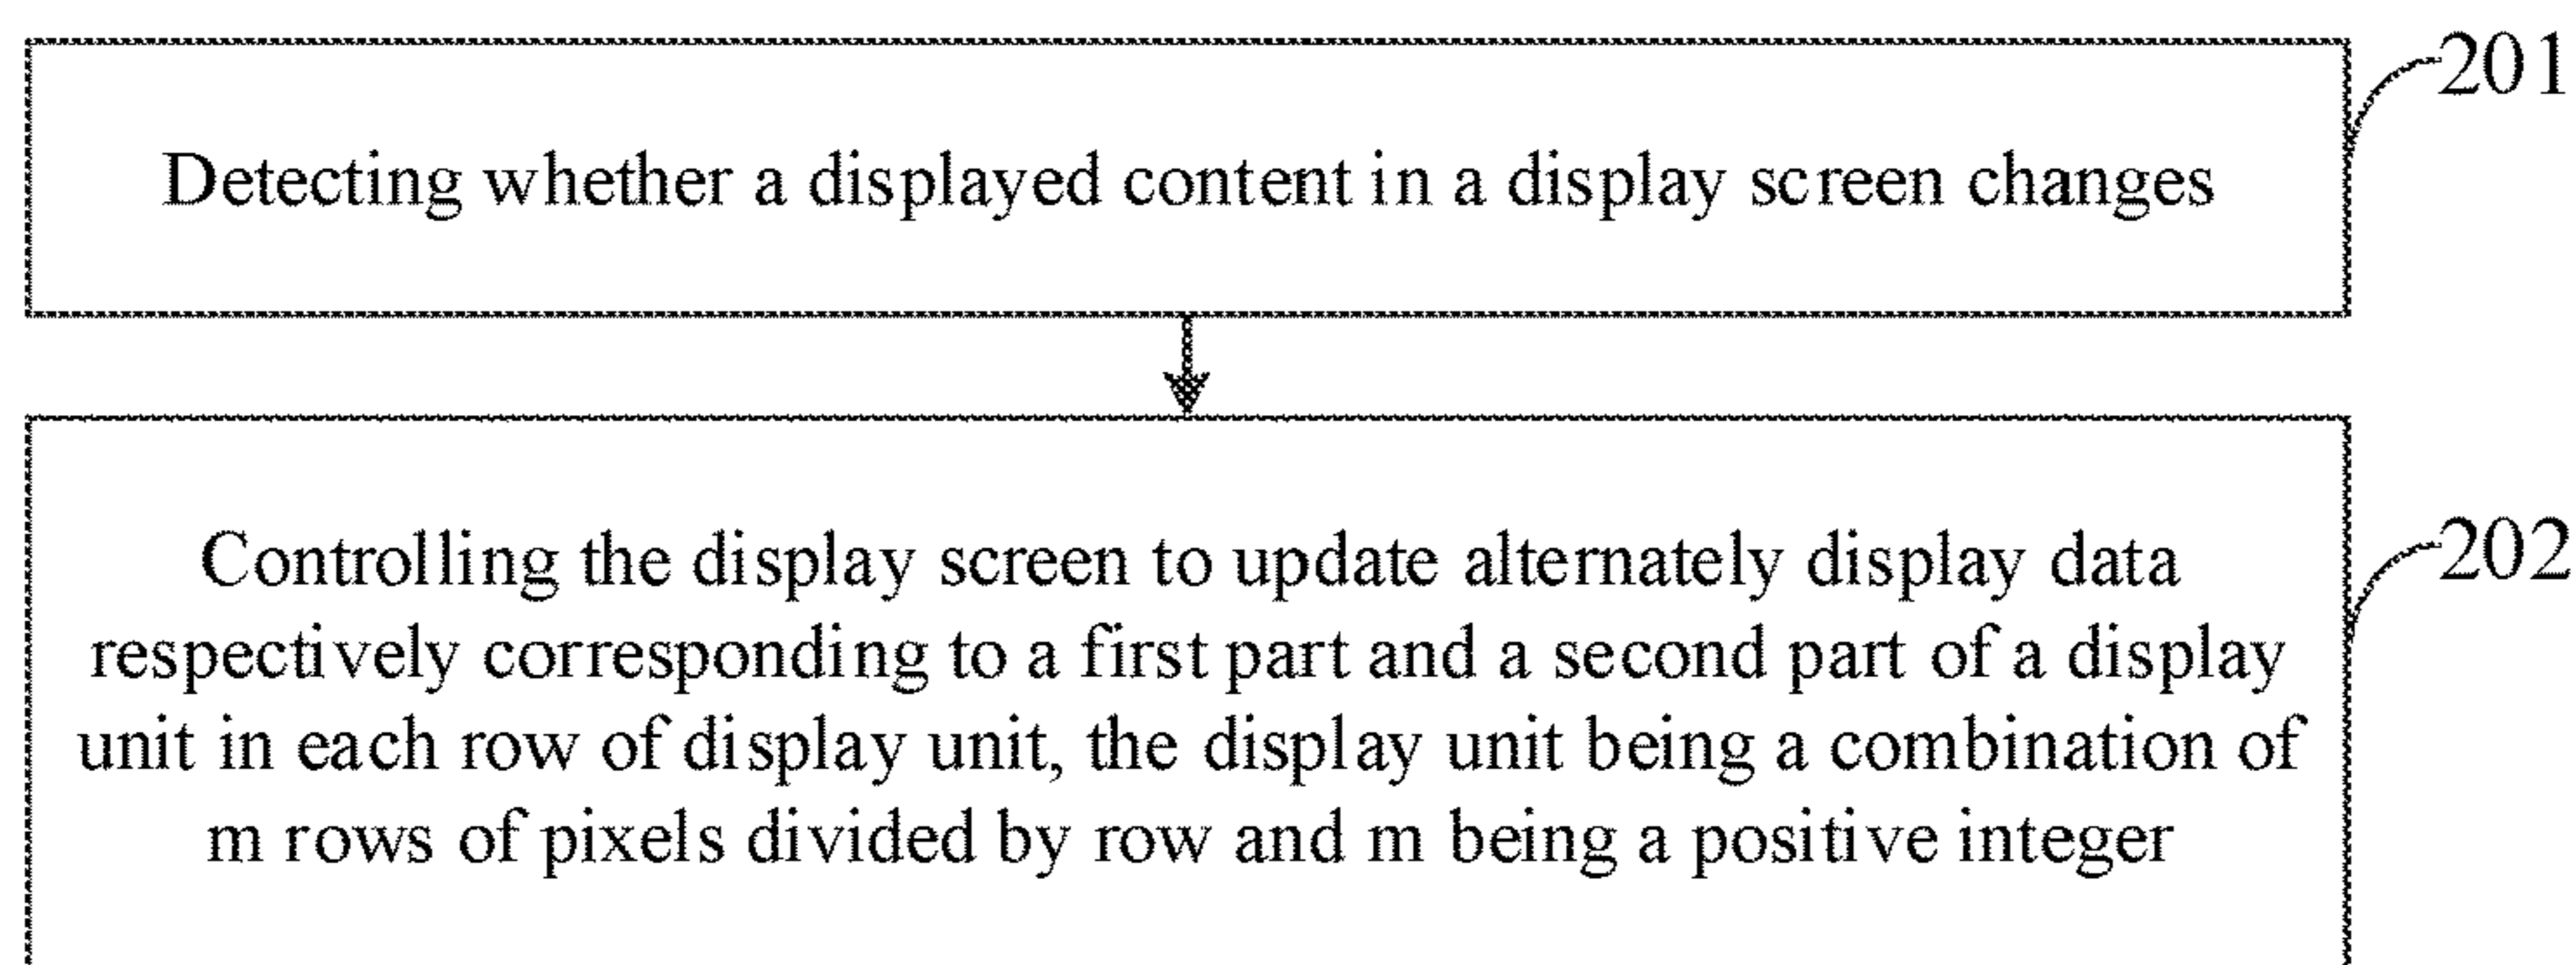 201
Detecting whether a displayed content in a display screen changes
202
Controlling the display screen to update alternately display data
respectively corresponding to a first part and a second part of a display
unit in each row of display unit, the display unit being a combination of
m rows of pixels divided by row and m being a positive integer